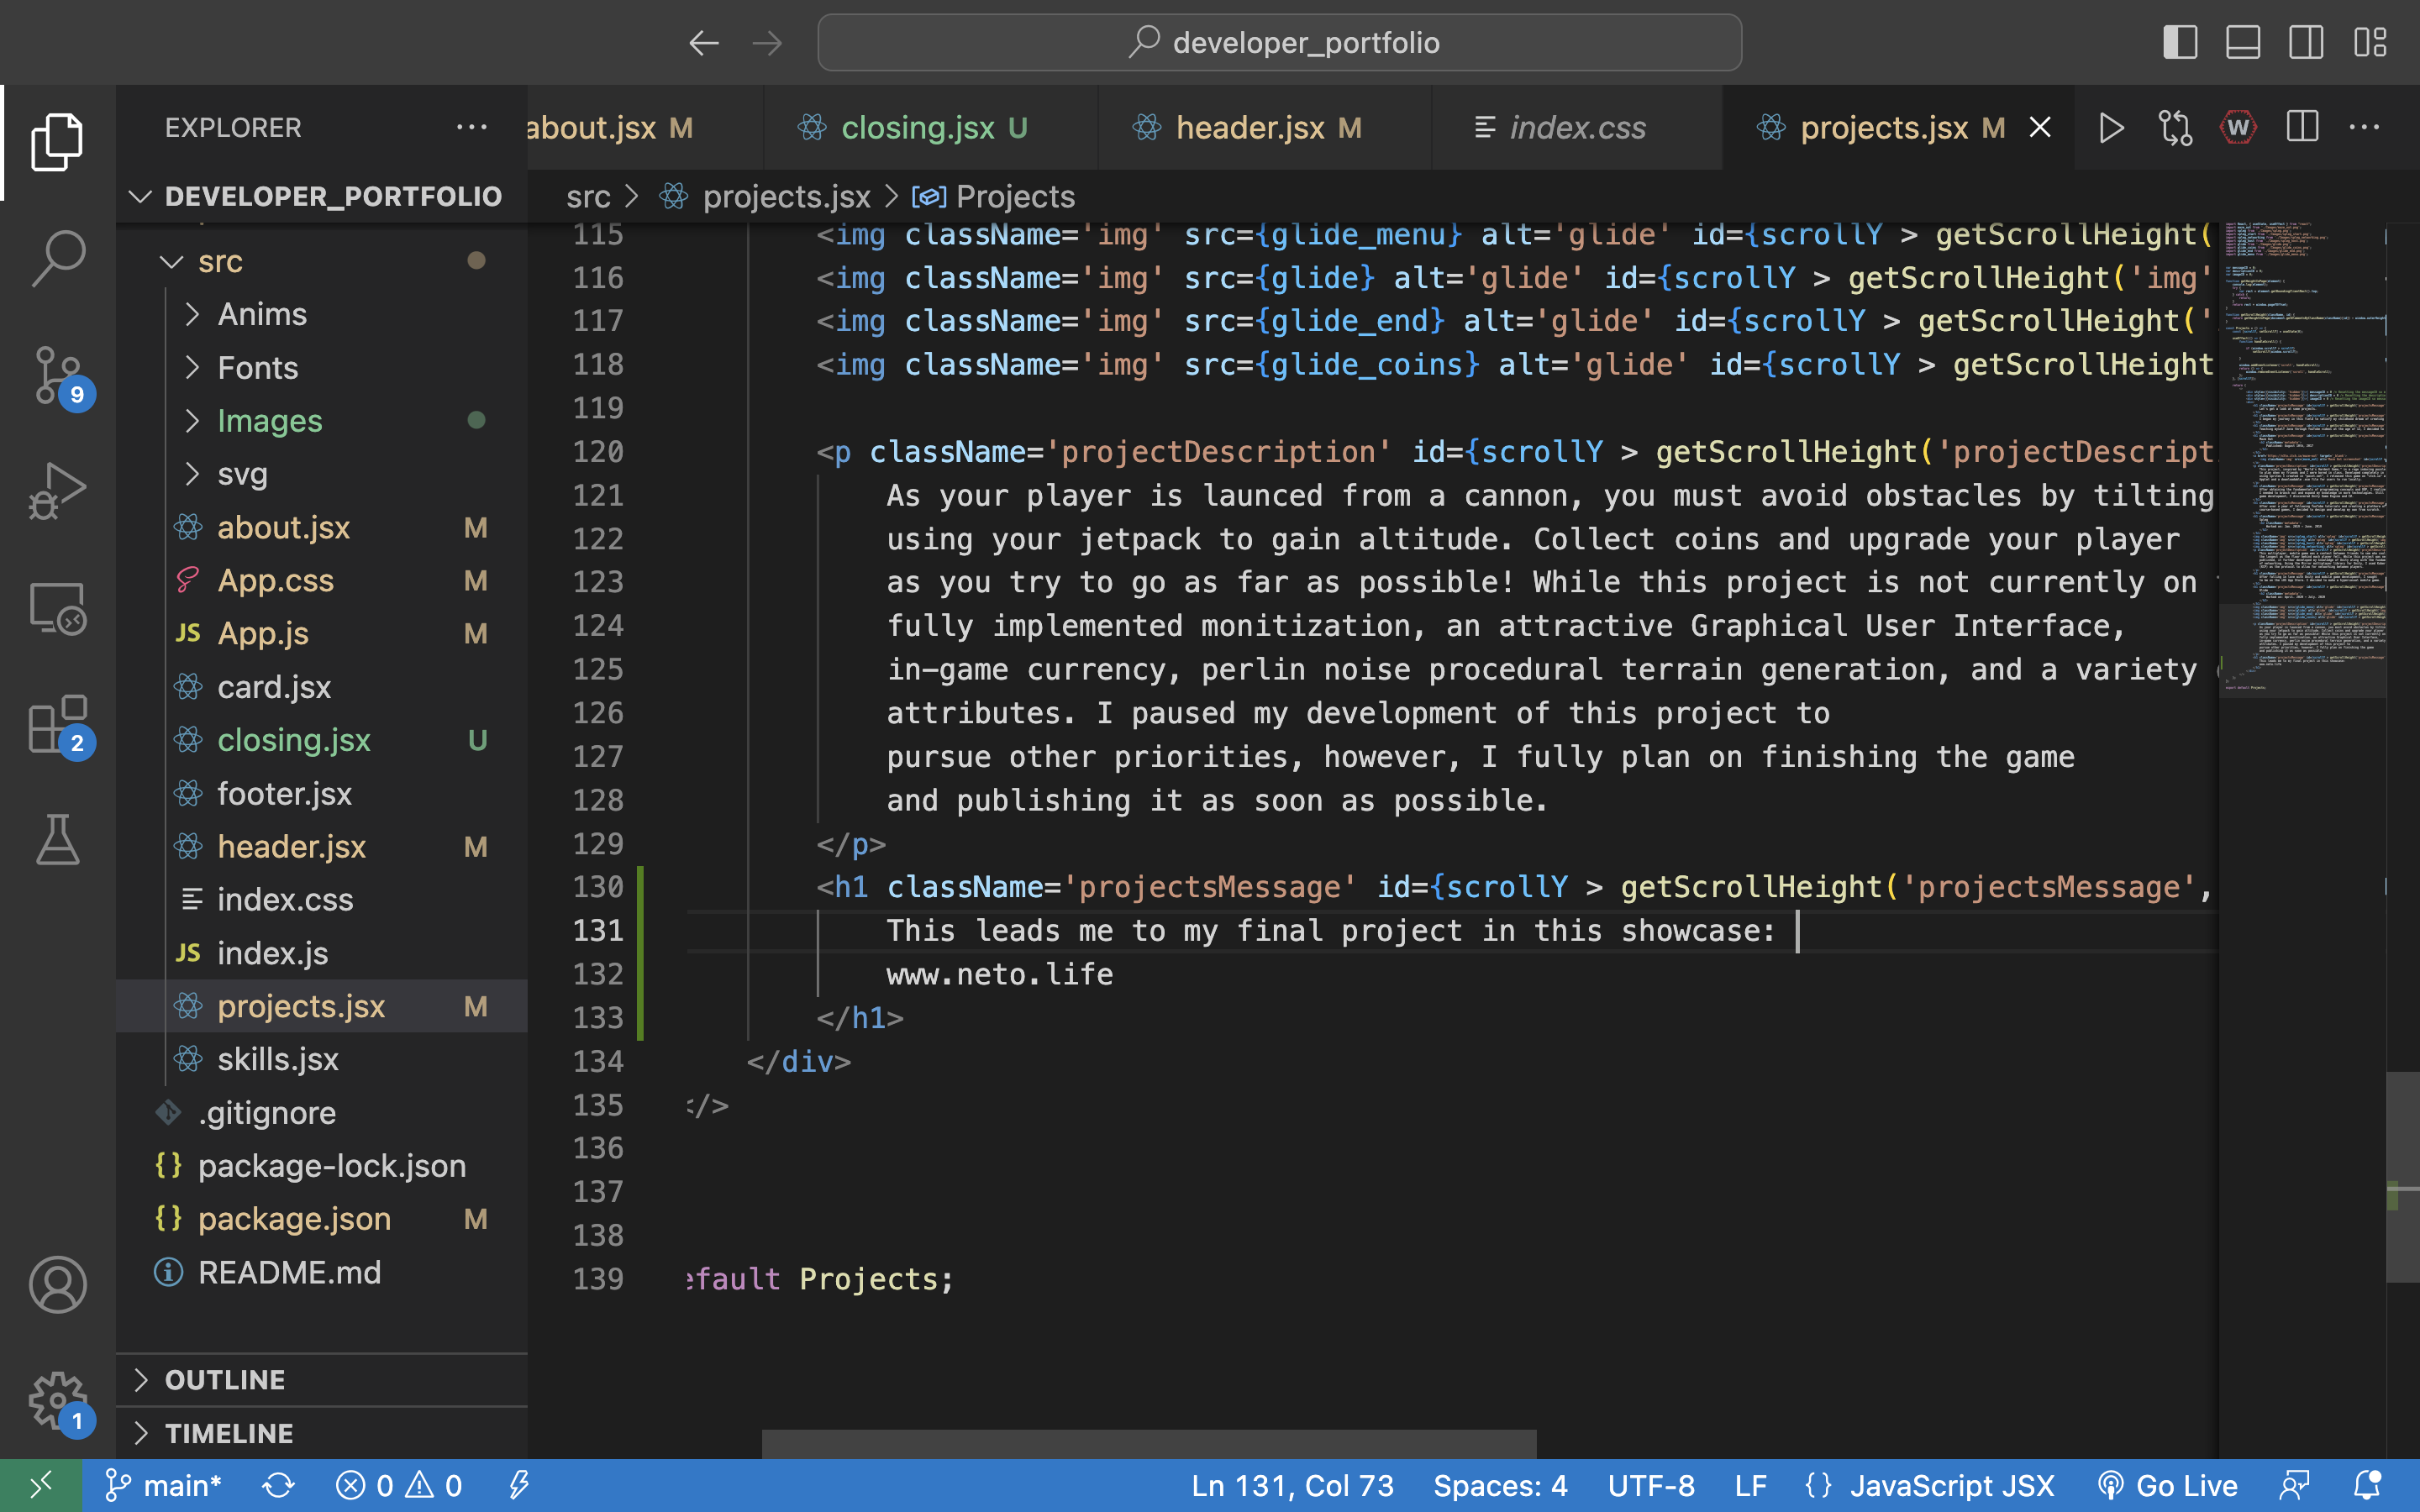 developer_portfolio
EXPLORER
about.jsx M
closing.jsx U
header.jsx M
index.css
projects.jsx M
W
DEVELOPER_PORTFOLIO
src > projects.jsx > Projects
src
Anims
Fonts
Images
svg
about.jsx M
App.css M
JS App.js M
card.jsx
closing.jsx U
footer.jsx
header.jsx M
index.css
JS index.js
projects.jsx M
skills.jsx
.gitignore
{} package-lock.json
{} package.json M
README.md
OUTLINE
TIMELINE
9
2
1
115 <img className='img' src={glide_menu} alt='glide' id={scrollY > getScrollHeight(
116 <img className='img' src={glide} alt='glide' id={scrollY > getScrollHeight('img'
117 <img className='img' src={glide_end} alt='glide' id={scrollY > getScrollHeight('
118 <img className='img' src={glide_coins} alt='glide' id={scrollY > getScrollHeight
119
120 <p className='projectDescription' id={scrollY > getScrollHeight('projectDescript
121 As your player is launced from a cannon, you must avoid obstacles by tilting
122 using your jetpack to gain altitude. Collect coins and upgrade your player
123 as you try to go as far as possible! While this project is not currently on
124 fully implemented monitization, an attractive Graphical User Interface,
125 in-game currency, perlin noise procedural terrain generation, and a variety
126 attributes. I paused my development of this project to
127 pursue other priorities, however, I fully plan on finishing the game
128 and publishing it as soon as possible.
129 </p>
130 <h1 className='projectsMessage' id={scrollY > getScrollHeight('projectsMessage',
131 This leads me to my final project in this showcase:
132 www.neto.life
133 </h1>
134 </div>
135 </>
136
137
138
139 efault Projects;
main* 0 0
Ln 131, Col 73 Spaces: 4 UTF-8 LF {} JavaScript JSX Go Live